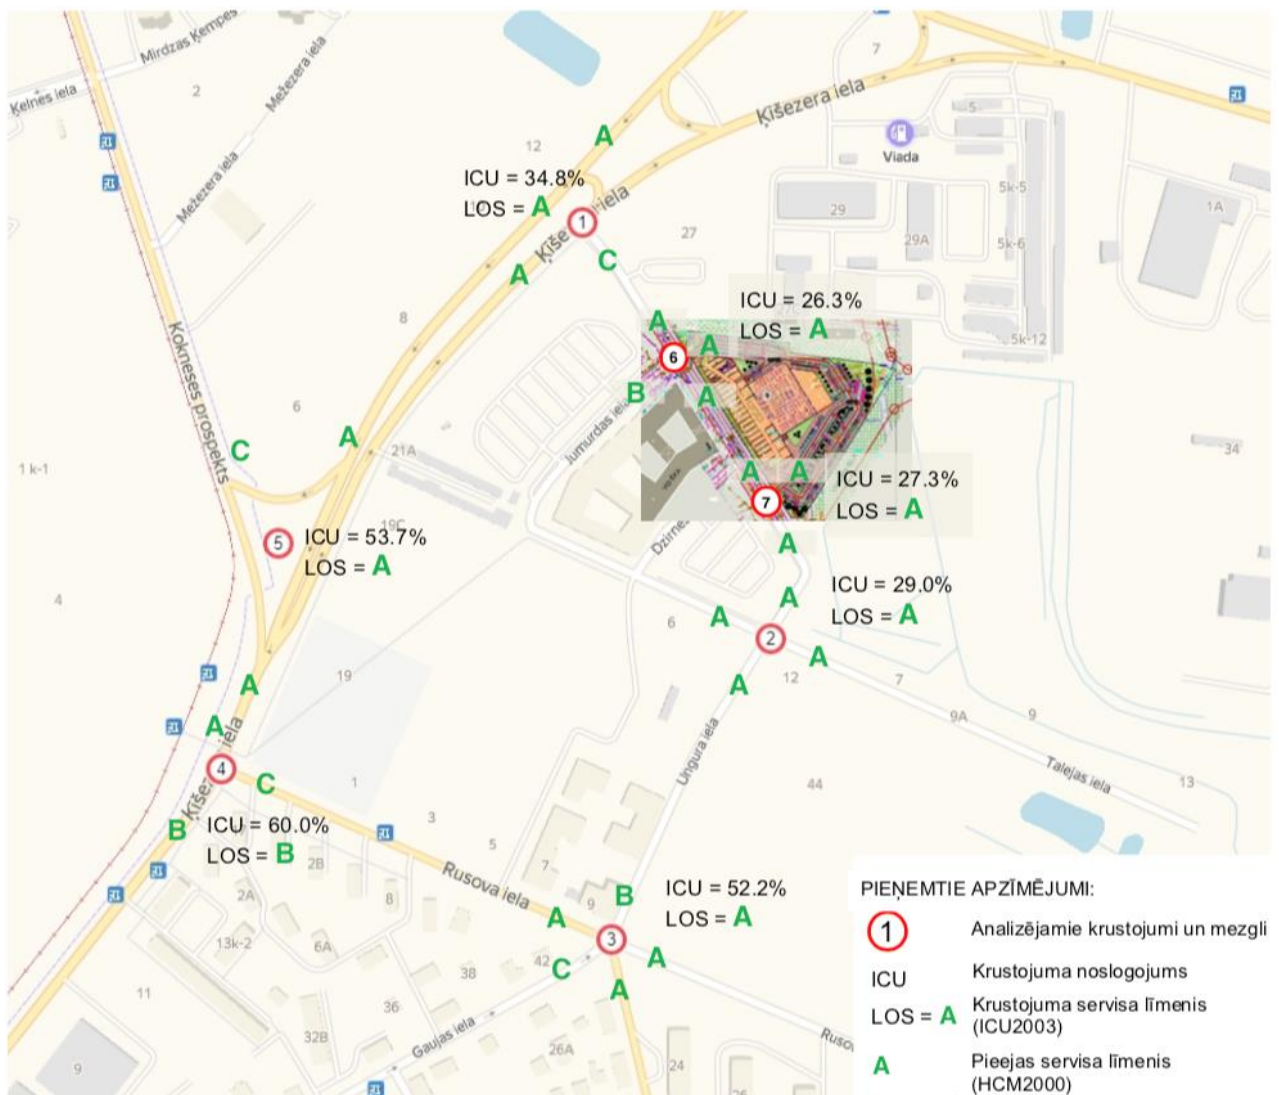 Mirdzas Ķempes
7
Ķelnes iela
2
Mežezera iela
Ķīšezera iela
5
Viada
A
12
Mežezera iela
ICU = 34.8%
LOS = A
1
iela
Ķīše
5k-5
29
1A
27
29A
5k-6
C
A
ICU = 26.3%
LOS = A
8
A
A
5k-12
6
Kokneses prospekts
B
A
6
Jumurdas iela
C
A
21A
34
1 k-1
A
A
ICU = 27.3%
LOS = A
7
19C
5
ICU = 53.7%
LOS = A
Dzirnes
A
4
ICU = 29.0%
LOS = A
A
A
6
2
A
19
12
7
A
A
9A
9
A
iela
4
Ķīšez
Ungura iela
Talejas iela
13
C
1
44
3
B
ICU = 60.0%
LOS = B
5
2B
7
Rusova iela
2A
8
B
9
ICU = 52.2%
LOS = A
A
3
13k-2
6A
42
C
A
38
A
11
36
32B
Gaujas iela
26A
24
26
9
Rusov
PIEŅEMTIE APZĪMĒJUMI:
1 Analizējamie krustojumi un mezgli
ICU Krustojuma noslogojums
LOS = A Krustojuma servisa līmenis
(ICU2003)
A Pieejas servisa līmenis
(HCM2000)